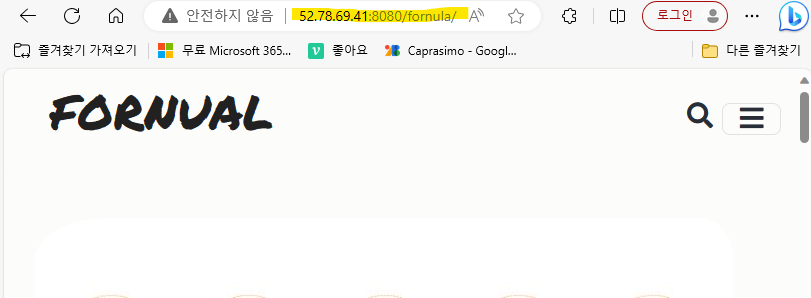 안전하지 않음 52.78.69.41:8080/fornula/ 로그인
즐겨찾기 가져오기 무료 Microsoft 365... 좋아요 Caprasimo - Googl... 다른 즐겨찾기
FORNUAL